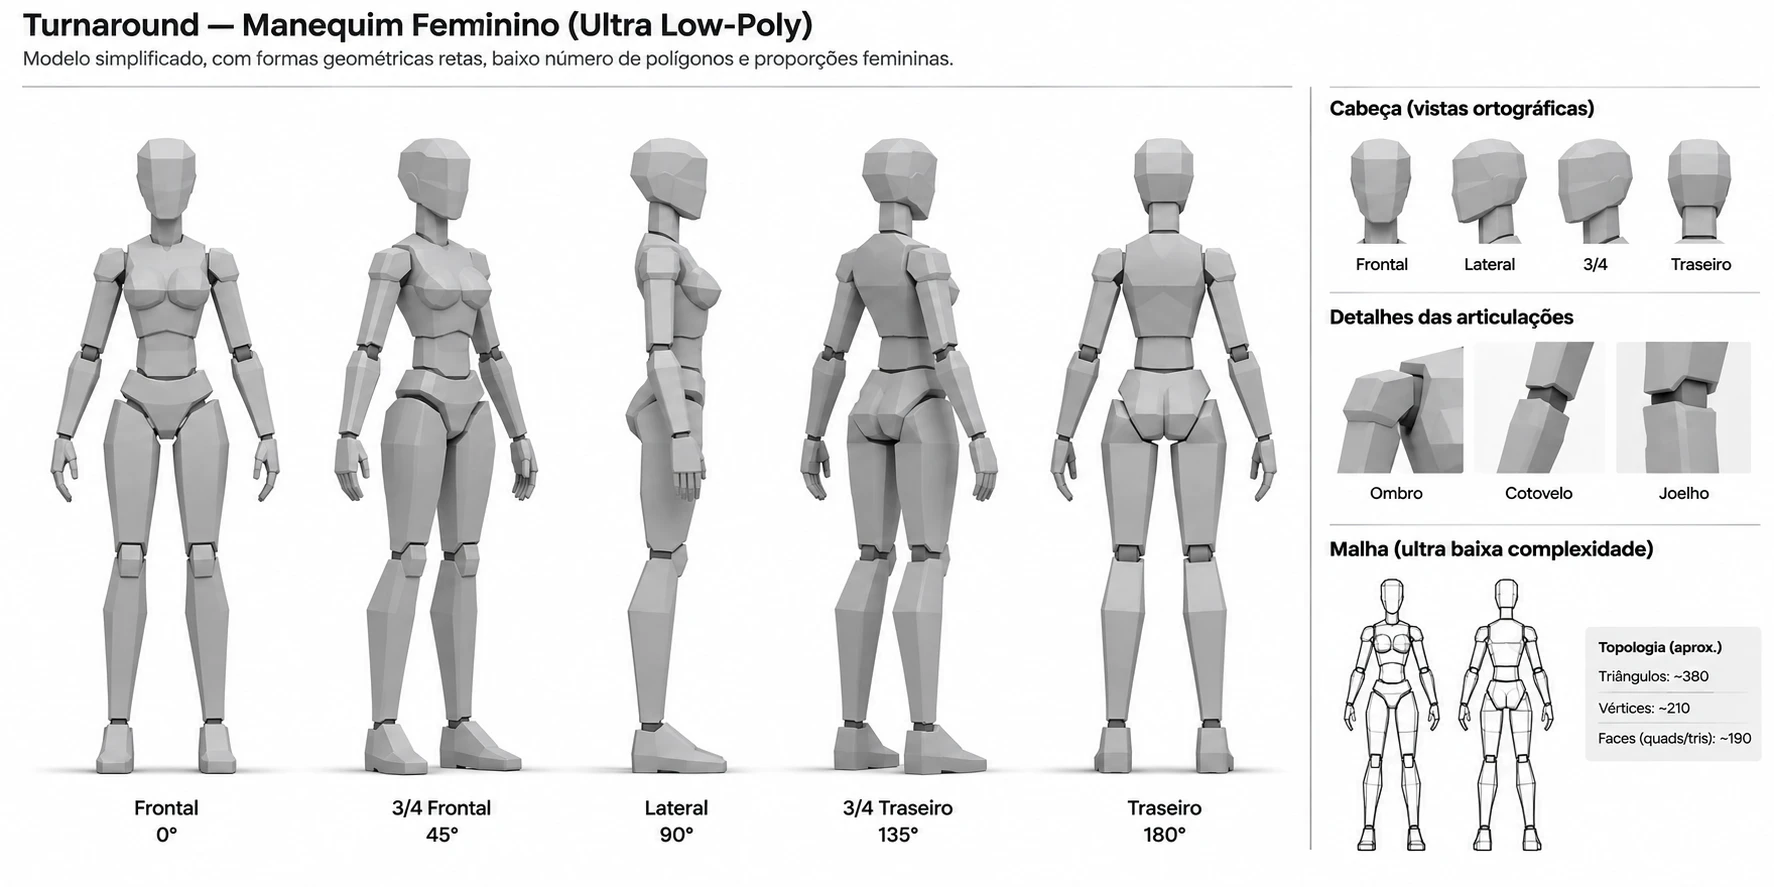 Turnaround — Manequim Feminino (Ultra Low-Poly)
Modelo simplificado, com formas geométricas retas, baixo número de polígonos e proporções femininas.
Frontal
0°
3/4 Frontal
45°
Lateral
90°
3/4 Traseiro
135°
Traseiro
180°
Cabeça (vistas ortográficas)
Frontal
Lateral
3/4
Traseiro
Detalhes das articulações
Ombro
Cotovelo
Joelho
Malha (ultra baixa complexidade)
Topologia (aprox.)
Triângulos: ~380
Vértices: ~210
Faces (quads/tris): ~190